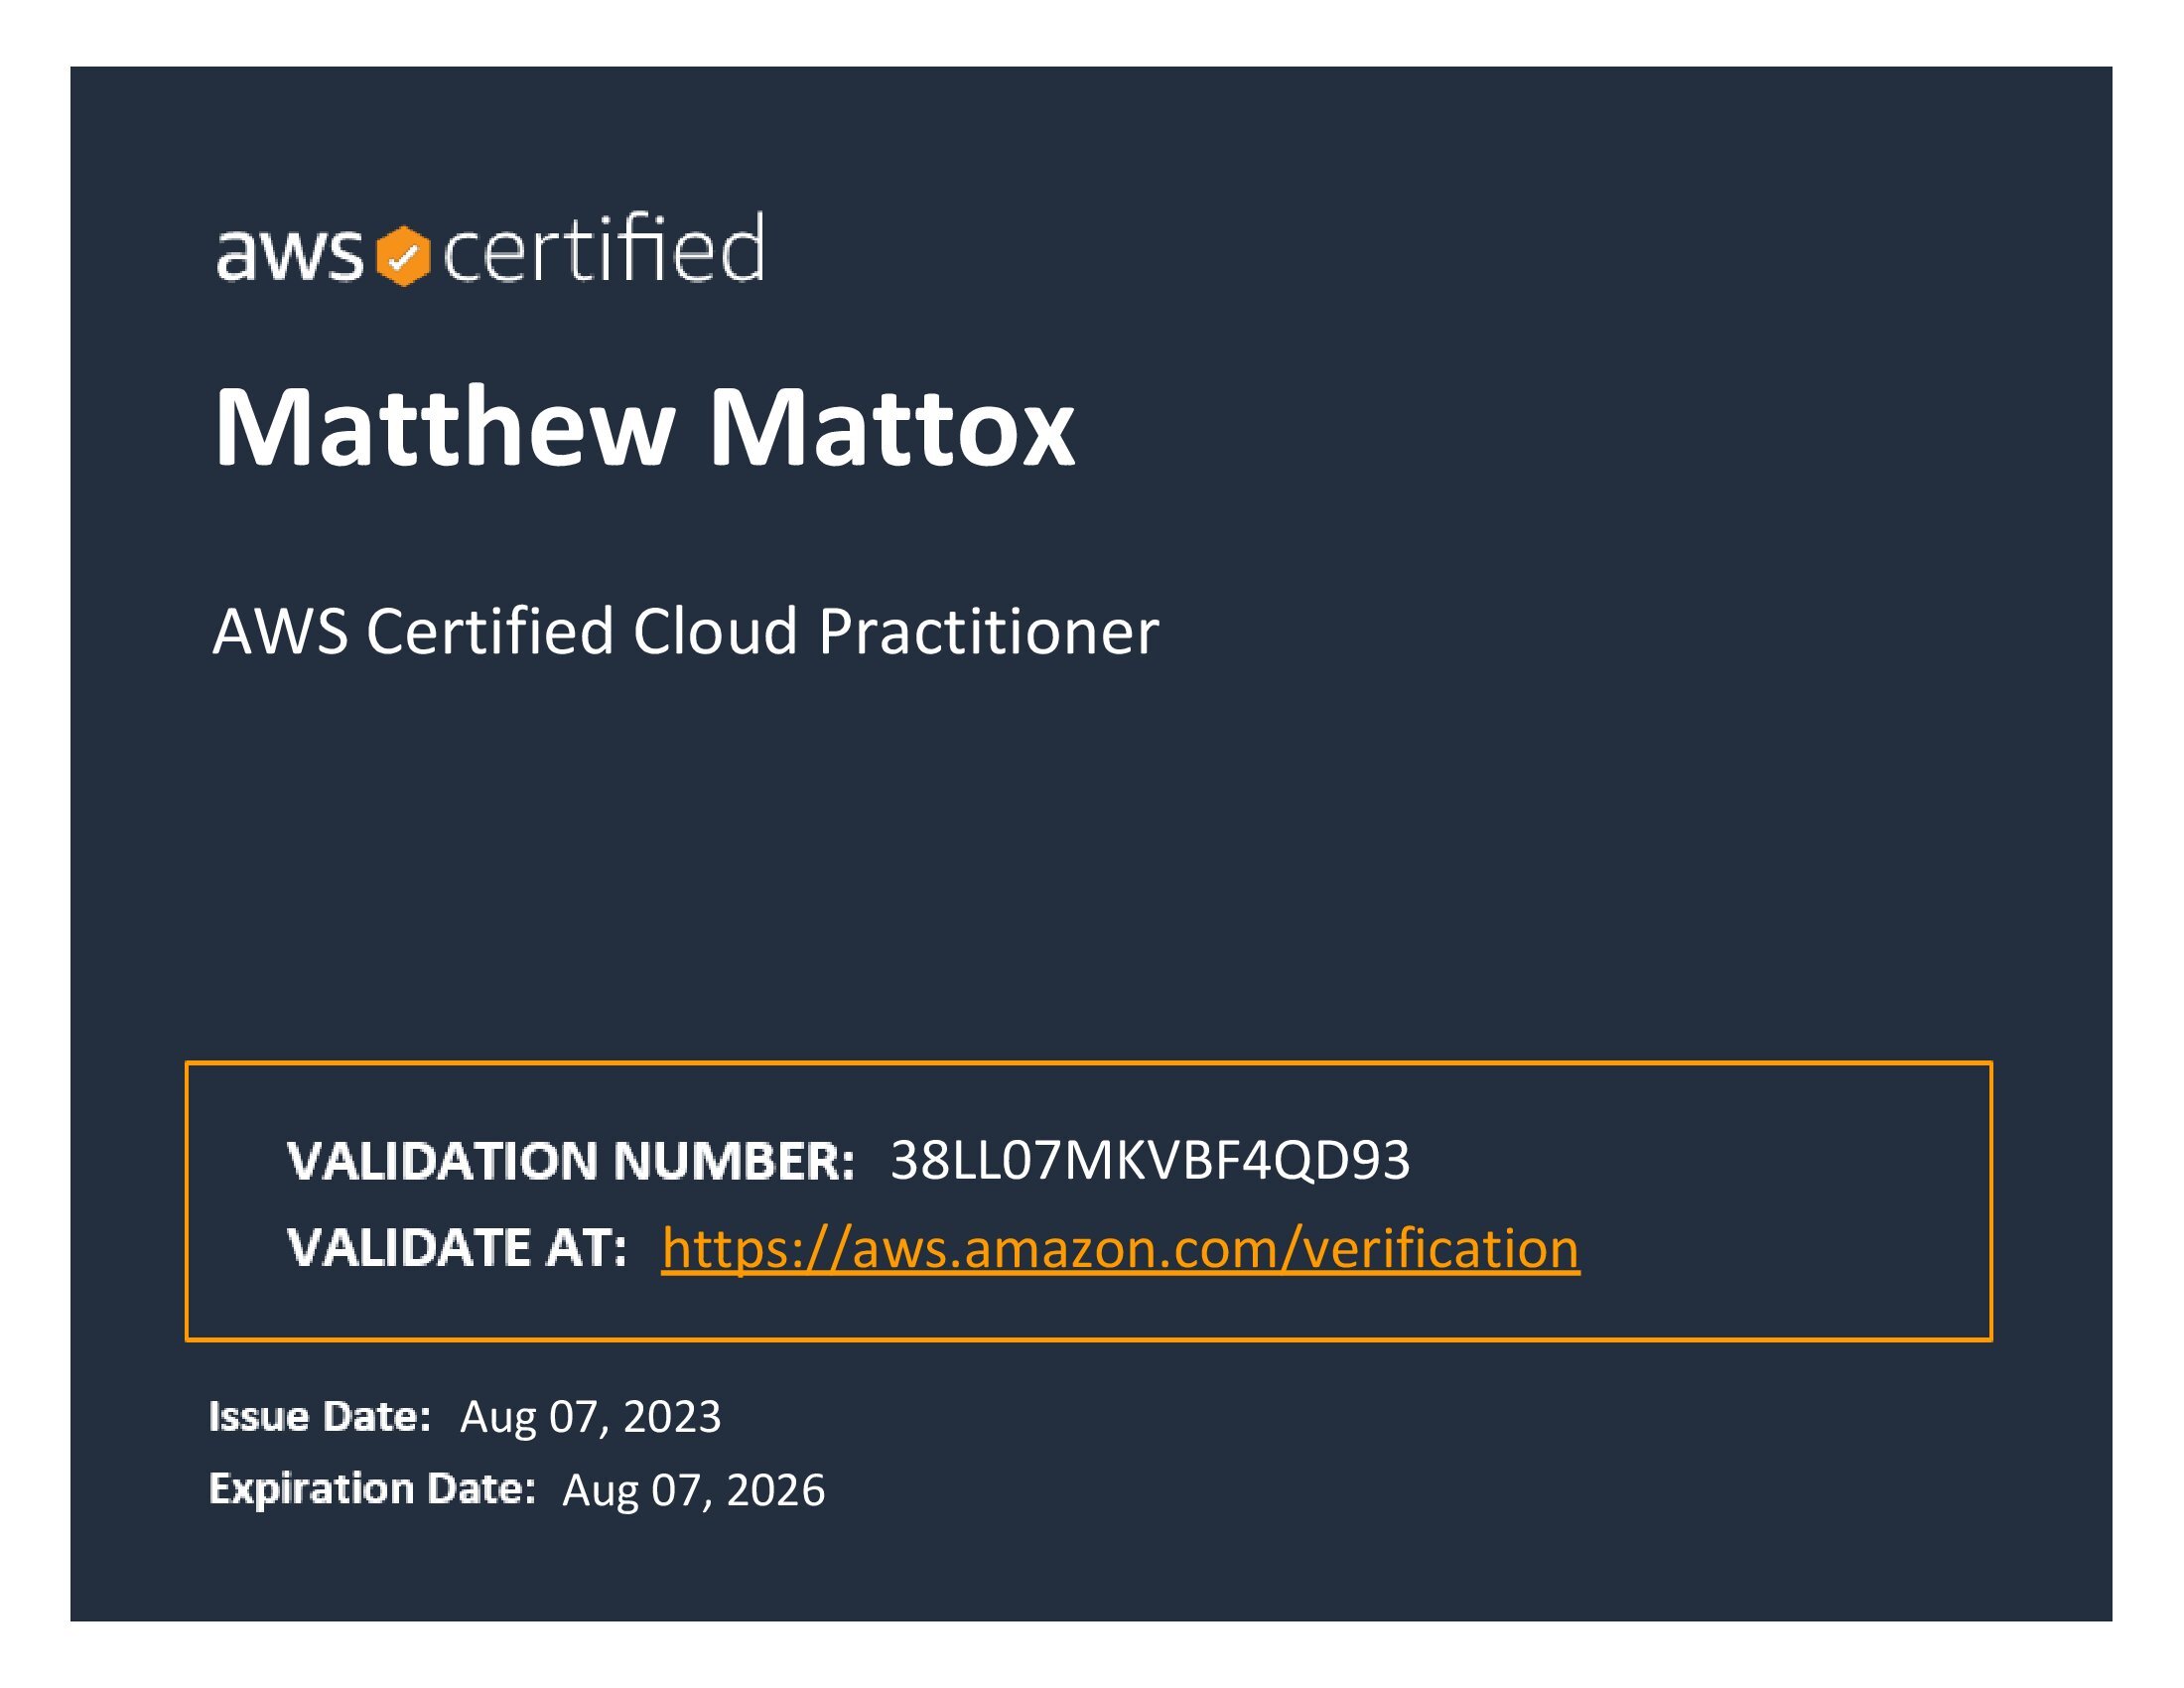 aws certified
Matthew Mattox
AWS Certified Cloud Practitioner
VALIDATION NUMBER: 38LL07MKVBF4QD93
VALIDATE AT: https://aws.amazon.com/verification
Issue Date: Aug 07, 2023
Expiration Date: Aug 07, 2026